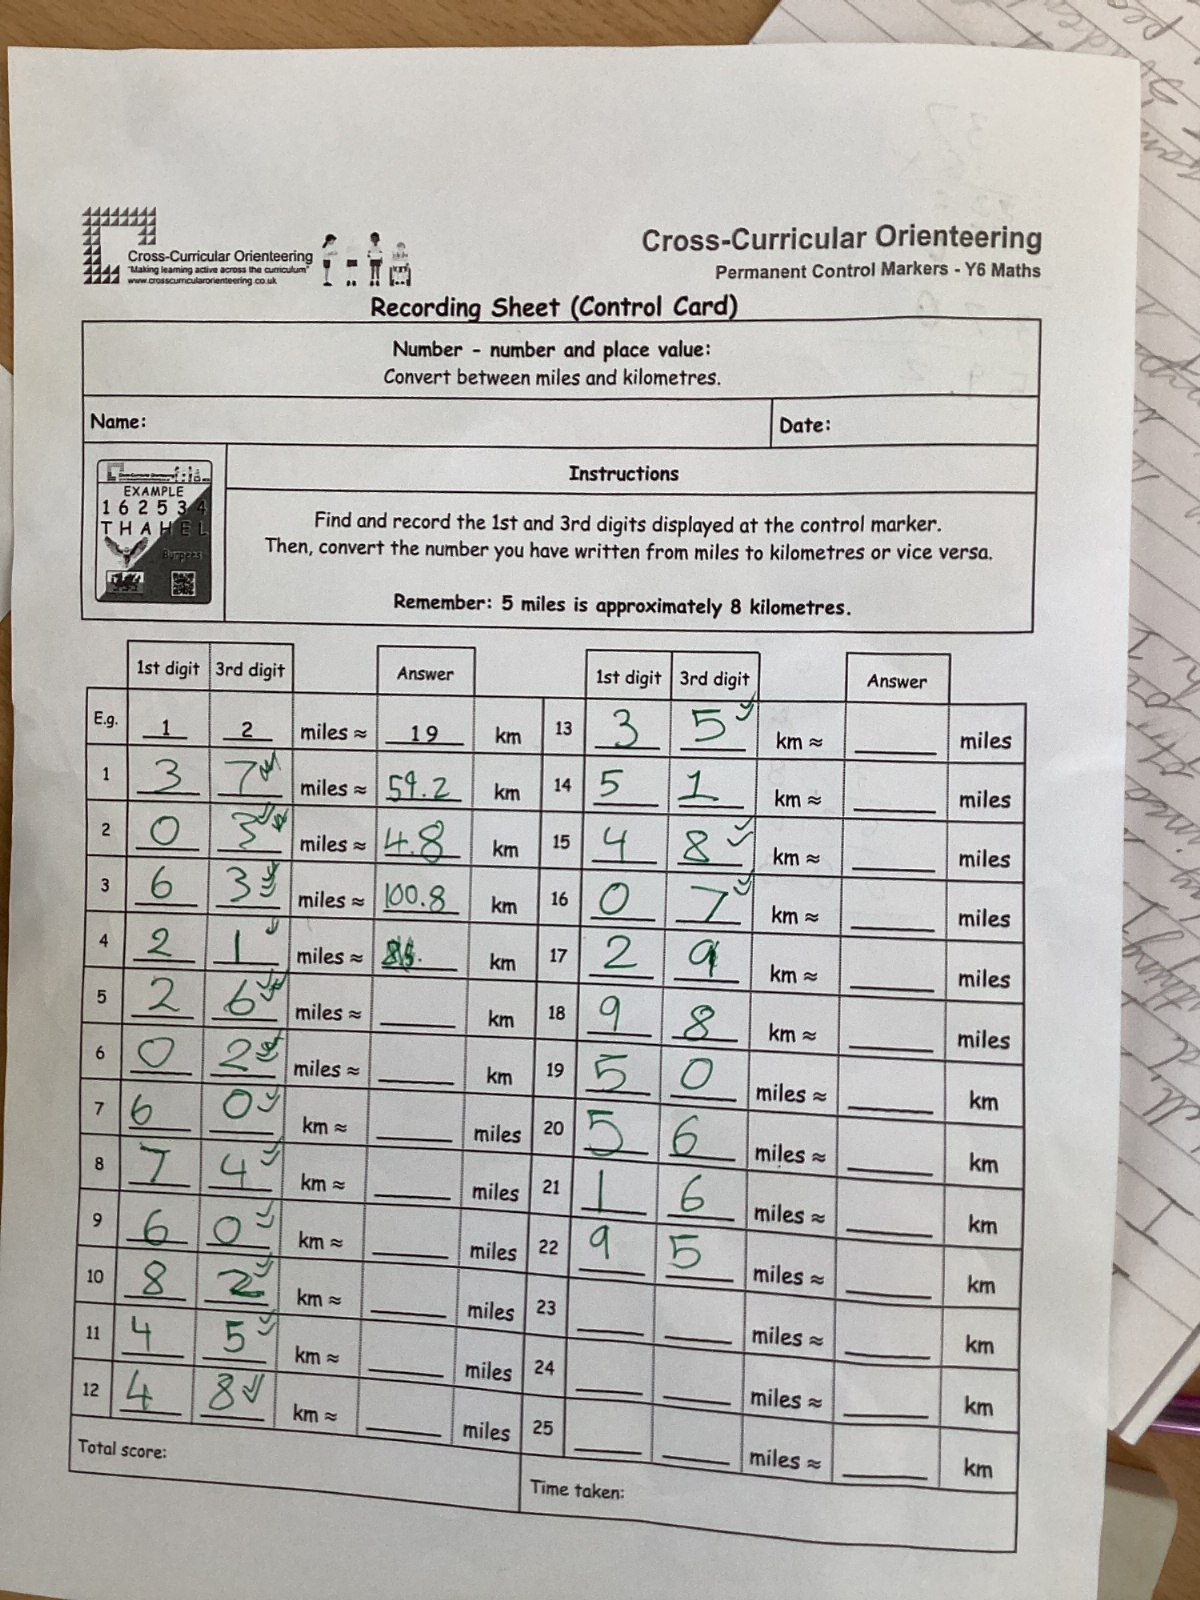 Cross-Curricular Orienteering
"Making learning active across the curriculum"
www.crosscurricularorienteering.co.uk
Cross-Curricular Orienteering
Permanent Control Markers - Y6 Maths
Recording Sheet (Control Card)
Number - number and place value:
Convert between miles and kilometres.
Name:
Date:
EXAMPLE
1 6 2 5 3 4
T H A H E L
Burpees
Instructions
Find and record the 1st and 3rd digits displayed at the control marker.
Then, convert the number you have written from miles to kilometres or vice versa.
Remember: 5 miles is approximately 8 kilometres.
1st digit 3rd digit Answer
E.g. 1 2 miles ≈ 19 km
1 3 7 miles ≈ 59.2 km
2 0 3 miles ≈ 4.8 km
3 6 3 miles ≈ 100.8 km
4 2 1 miles ≈ km
5 2 6 miles ≈ km
6 0 2 miles ≈ km
7 6 0 km ≈ miles
8 7 4 km ≈ miles
9 6 0 km ≈ miles
10 8 2 km ≈ miles
11 4 5 km ≈ miles
12 4 8 km ≈ miles
1st digit 3rd digit Answer
13 3 5 km ≈ miles
14 5 1 km ≈ miles
15 4 8 km ≈ miles
16 0 7 km ≈ miles
17 2 9 km ≈ miles
18 9 8 km ≈ miles
19 5 0 miles ≈ km
20 5 6 miles ≈ km
21 1 6 miles ≈ km
22 9 5 miles ≈ km
23 miles ≈ km
24 miles ≈ km
25 miles ≈ km
Total score:
Time taken: